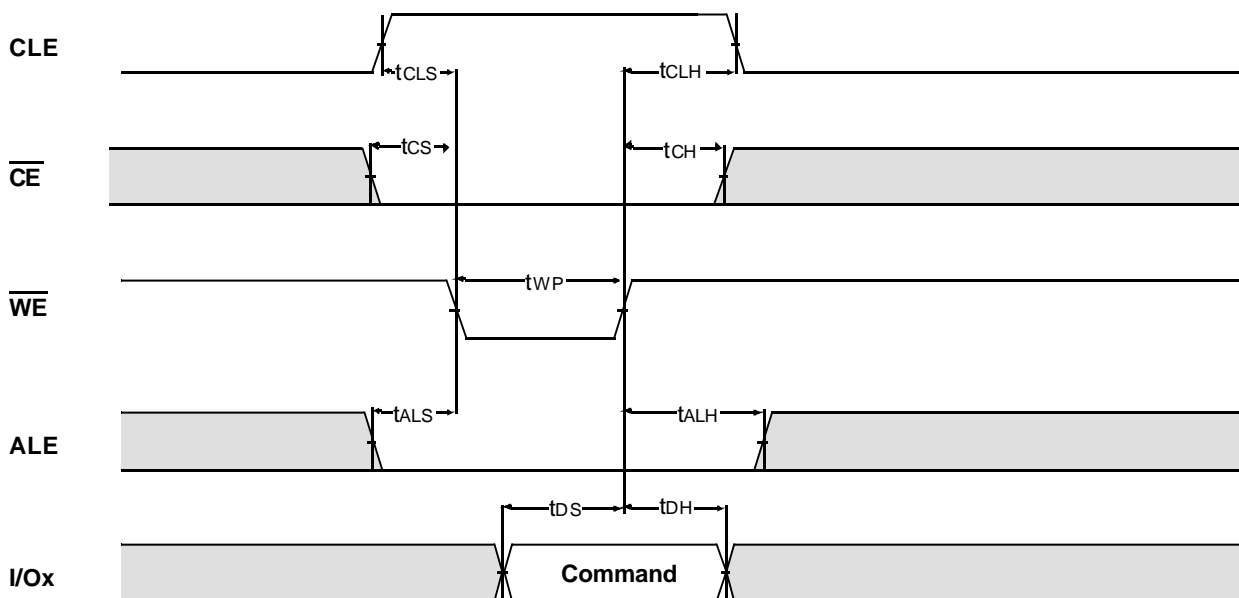 CLE
tCLS
tCLH
CE
tCS
tCH
WE
tWP
ALE
tALS
tALH
tDS
tDH
I/Ox
Command